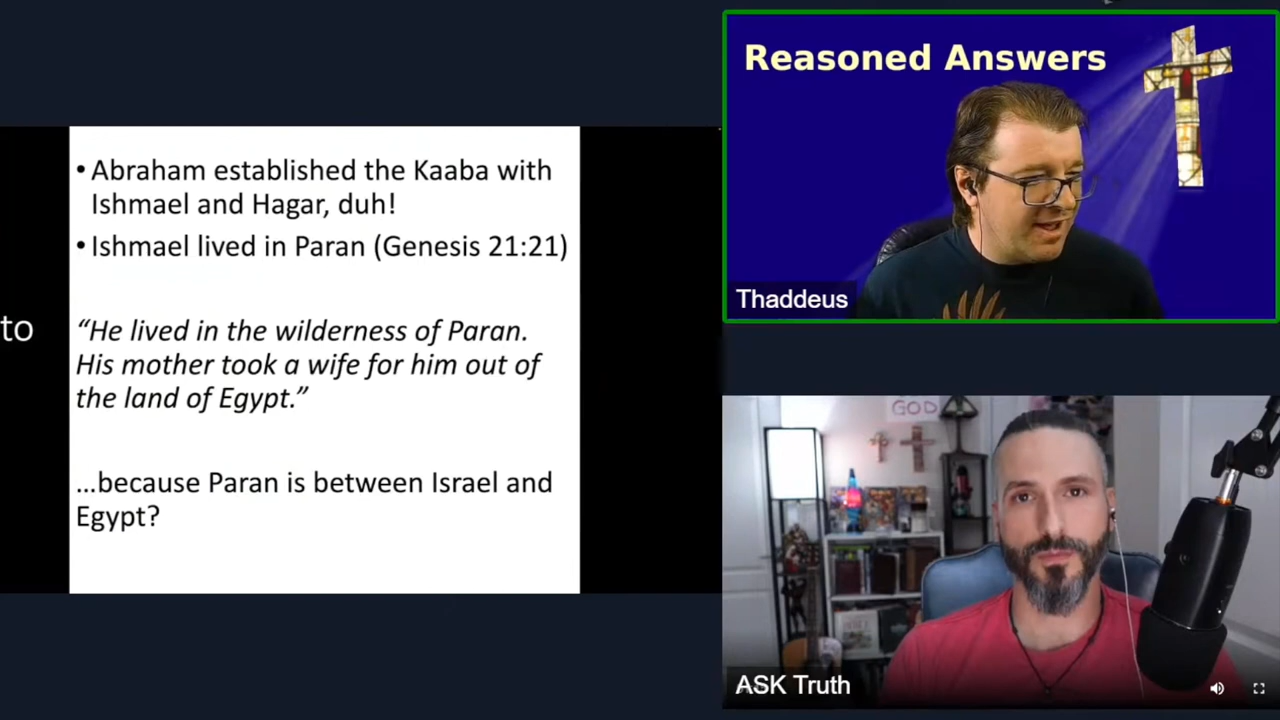 • Abraham established the Kaaba with
Ishmael and Hagar, duh!
• Ishmael lived in Paran (Genesis 21:21)
to
“He lived in the wilderness of Paran.
His mother took a wife for him out of
the land of Egypt.”
…because Paran is between Israel and
Egypt?
Reasoned Answers
Thaddeus
GOD
ASK Truth